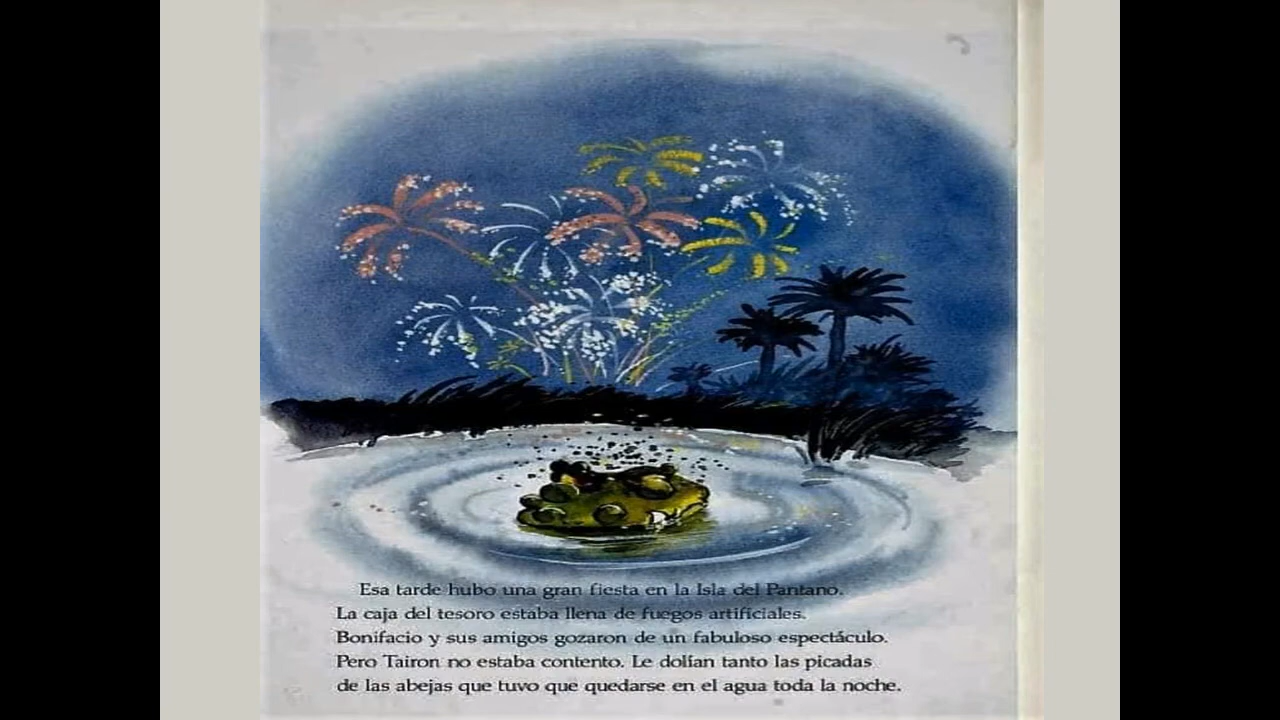 Esa tarde hubo una gran fiesta en la Isla del Pantano.
La caja del tesoro estaba llena de fuegos artificiales.
Bonifacio y sus amigos gozaron de un fabuloso espectáculo.
Pero Tairon no estaba contento. Le dolían tanto las picadas
de las abejas que tuvo que quedarse en el agua toda la noche.